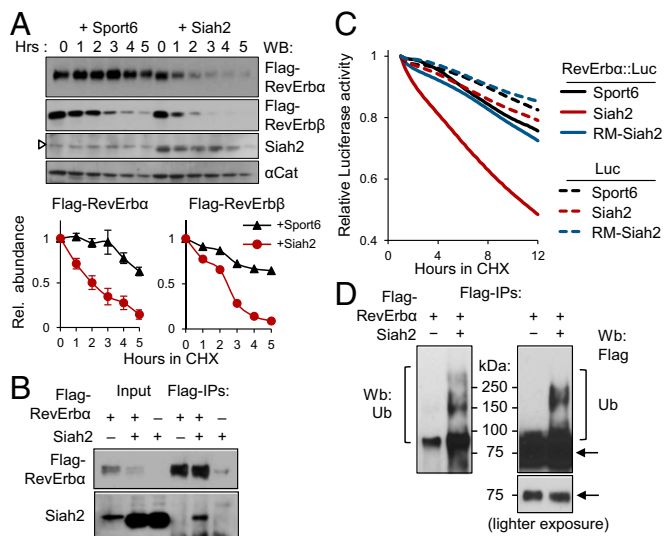 A
+ Sport6 + Siah2
Hrs : 0 1 2 3 4 5 0 1 2 3 4 5 WB:
Flag-
RevErbα
Flag-
RevErbβ
Siah2
αCat
Flag-RevErbα Flag-RevErbβ
+Sport6
+Siah2
Rel. abundance
1
0.5
0
0 1 2 3 4 5
1
0.5
0
0 1 2 3 4 5
Hours in CHX
B
Flag- Input Flag-IPs:
RevErbα + + – + + –
Siah2 – + + – + +
Flag-
RevErbα
Siah2
C
Relative Luciferase activity
1
0.8
0.6
0.4
0 4 8 12
Hours in CHX
RevErbα::Luc
Sport6
Siah2
RM-Siah2
Luc
Sport6
Siah2
RM-Siah2
D
Flag- Flag-IPs:
RevErbα + + + +
Siah2 – + – +
Wb:
Flag
kDa:
Wb:
Ub
250
150
100
75
Ub
75
(lighter exposure)